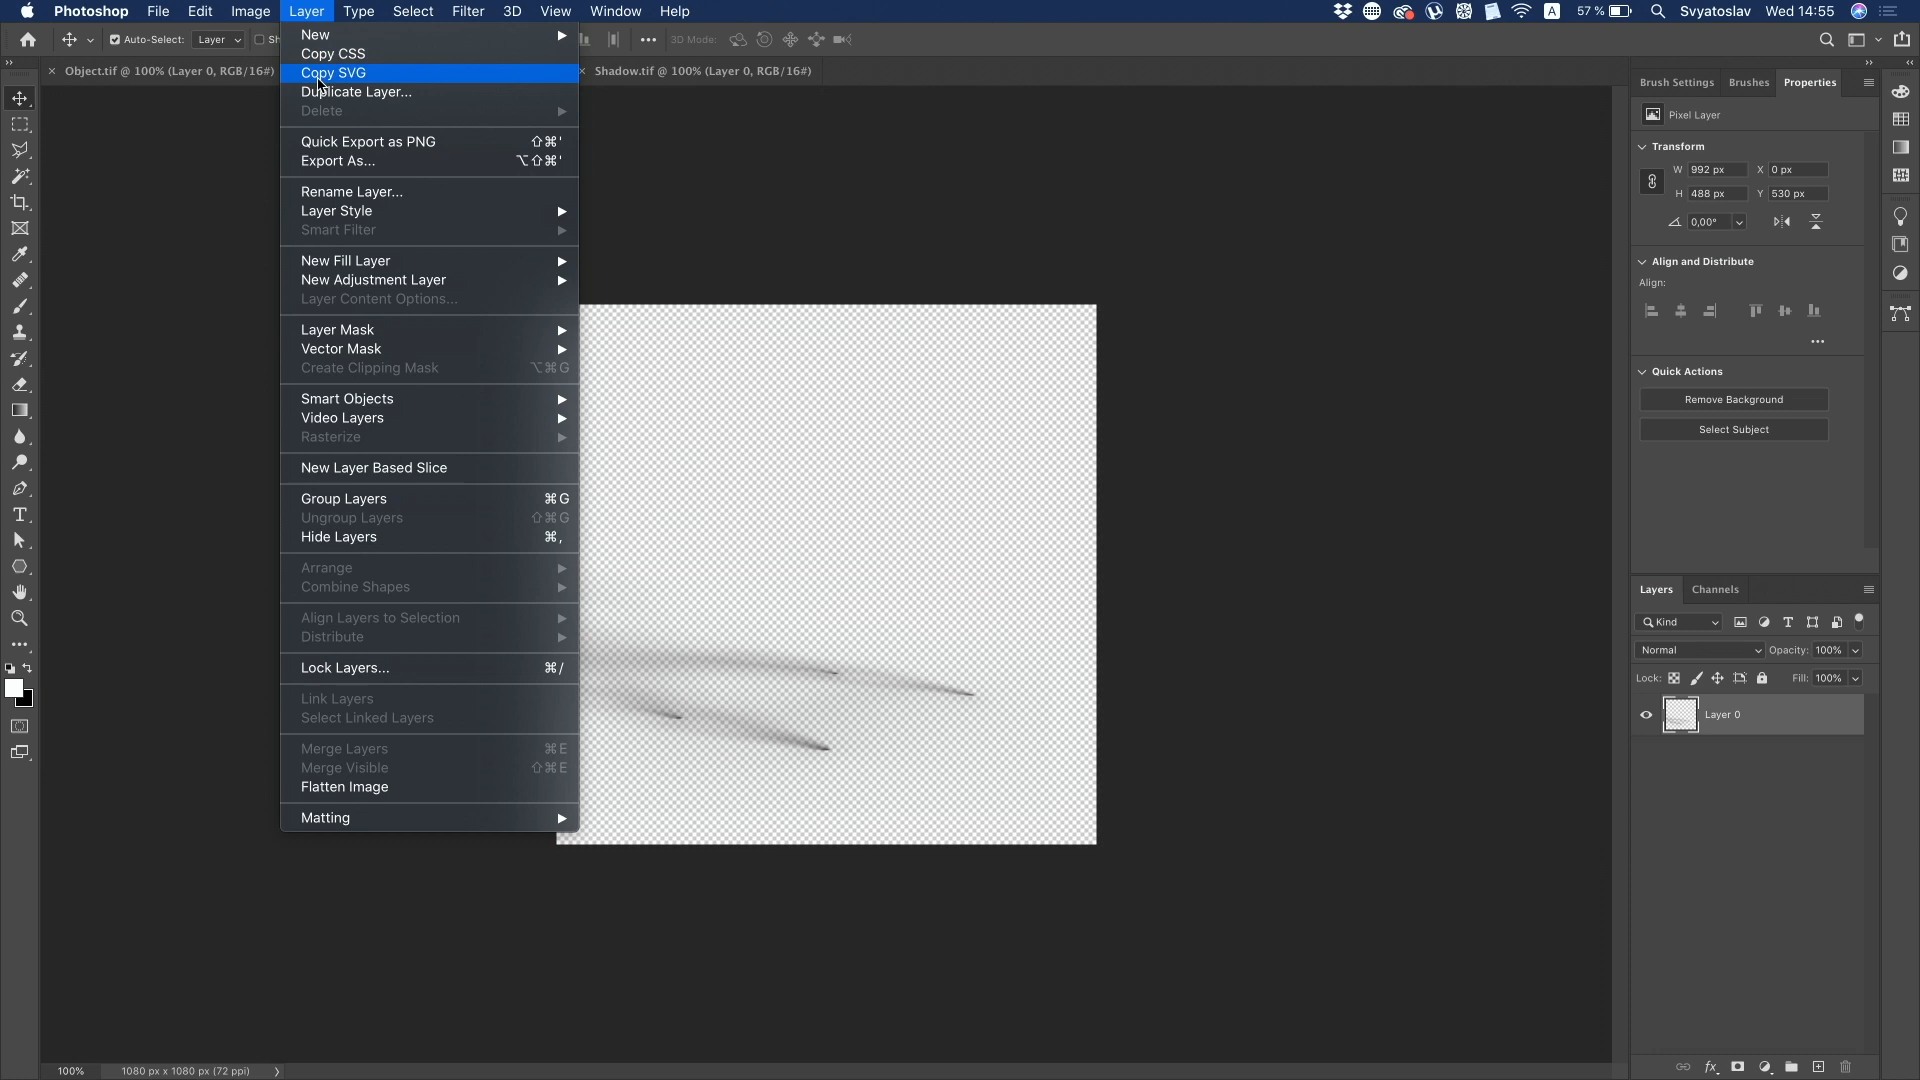 Photoshop File Edit Image Layer Type Select Filter 3D View Window Help 57 % Svyatoslav Wed 14:55
Auto-Select: Layer 3D Mode:
Object.tif @ 100% (Layer 0, RGB/16#) Shadow.tif @ 100% (Layer 0, RGB/16#)
New
Copy CSS
Copy SVG
Duplicate Layer...
Delete
Quick Export as PNG ⇧⌘'
Export As... ⌥⇧⌘'
Rename Layer...
Layer Style
Smart Filter
New Fill Layer
New Adjustment Layer
Layer Content Options...
Layer Mask
Vector Mask
Create Clipping Mask ⌥⌘G
Smart Objects
Video Layers
Rasterize
New Layer Based Slice
Group Layers ⌘G
Ungroup Layers ⇧⌘G
Hide Layers ⌘,
Arrange
Combine Shapes
Align Layers to Selection
Distribute
Lock Layers... ⌘/
Link Layers
Select Linked Layers
Merge Layers ⌘E
Merge Visible ⇧⌘E
Flatten Image
Matting
Brush Settings Brushes Properties
Pixel Layer
Transform
W 992 px X 0 px
H 488 px Y 530 px
0,00°
Align and Distribute
Align:
Quick Actions
Remove Background
Select Subject
Layers Channels
Kind
Normal Opacity: 100%
Lock: Fill: 100%
Layer 0
100% 1080 px x 1080 px (72 ppi)